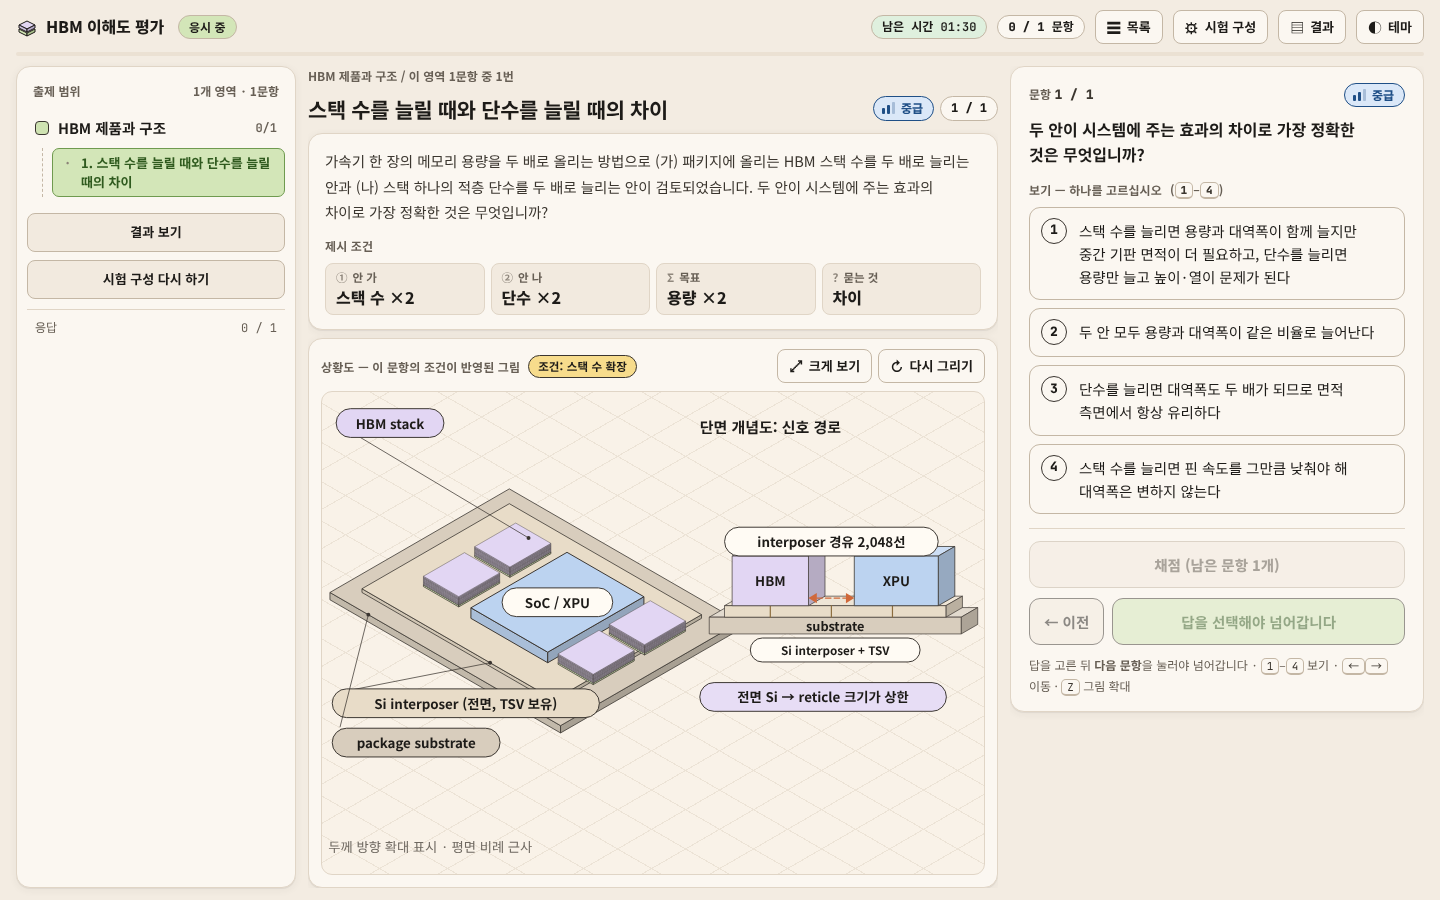 HBM 이해도 평가
응시 중
남은 시간 01:30
0 / 1 문항
목록
시험 구성
결과
테마
출제 범위
1개 영역 · 1문항
HBM 제품과 구조
0/1
· 1. 스택 수를 늘릴 때와 단수를 늘릴
때의 차이
결과 보기
시험 구성 다시 하기
응답
0 / 1
HBM 제품과 구조 / 이 영역 1문항 중 1번
스택 수를 늘릴 때와 단수를 늘릴 때의 차이
중급
1 / 1
가속기 한 장의 메모리 용량을 두 배로 올리는 방법으로 (가) 패키지에 올리는 HBM 스택 수를 두 배로 늘리는
안과 (나) 스택 하나의 적층 단수를 두 배로 늘리는 안이 검토되었습니다. 두 안이 시스템에 주는 효과의
차이로 가장 정확한 것은 무엇입니까?
제시 조건
① 안 가
스택 수 ×2
② 안 나
단수 ×2
Σ 목표
용량 ×2
? 묻는 것
차이
상황도 — 이 문항의 조건이 반영된 그림
조건: 스택 수 확장
크게 보기
다시 그리기
HBM stack
단면 개념도: 신호 경로
SoC / XPU
interposer 경유 2,048선
HBM
XPU
substrate
Si interposer + TSV
전면 Si → reticle 크기가 상한
Si interposer (전면, TSV 보유)
package substrate
두께 방향 확대 표시 · 평면 비례 근사
문항 1 / 1
중급
두 안이 시스템에 주는 효과의 차이로 가장 정확한
것은 무엇입니까?
보기 — 하나를 고르십시오 (1–4)
1 스택 수를 늘리면 용량과 대역폭이 함께 늘지만
중간 기판 면적이 더 필요하고, 단수를 늘리면
용량만 늘고 높이·열이 문제가 된다
2 두 안 모두 용량과 대역폭이 같은 비율로 늘어난다
3 단수를 늘리면 대역폭도 두 배가 되므로 면적
측면에서 항상 유리하다
4 스택 수를 늘리면 핀 속도를 그만큼 낮춰야 해
대역폭은 변하지 않는다
채점 (남은 문항 1개)
← 이전
답을 선택해야 넘어갑니다
답을 고른 뒤 다음 문항을 눌러야 넘어갑니다 · 1–4 보기 · ← →
이동 · Z 그림 확대